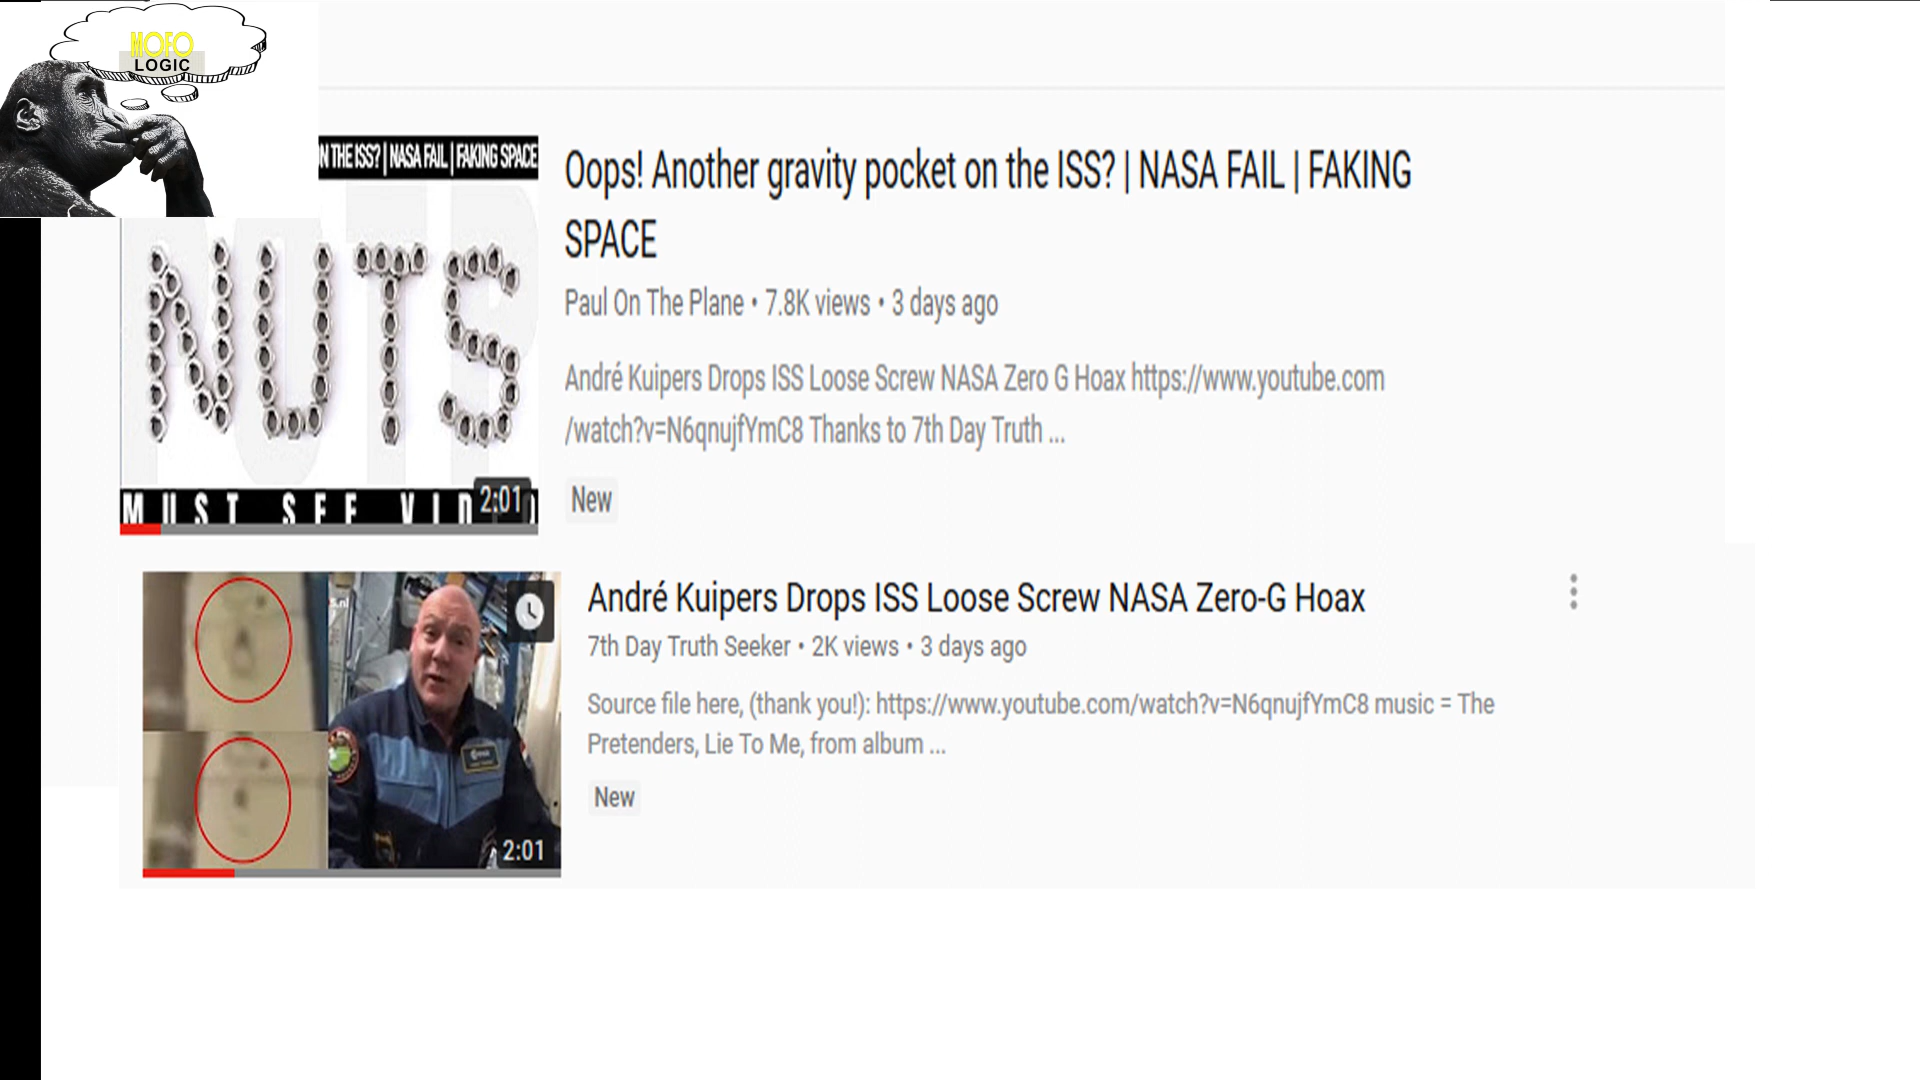 MOFO
LOGIC
N THE ISS? | NASA FAIL | FAKING SPACE
NUTS
MUST SEE VID
2:01
Oops! Another gravity pocket on the ISS? | NASA FAIL | FAKING
SPACE
Paul On The Plane • 7.8K views • 3 days ago
André Kuipers Drops ISS Loose Screw NASA Zero G Hoax https://www.youtube.com
/watch?v=N6qnujfYmC8 Thanks to 7th Day Truth ...
New
2:01
André Kuipers Drops ISS Loose Screw NASA Zero-G Hoax
7th Day Truth Seeker • 2K views • 3 days ago
Source file here, (thank you!): https://www.youtube.com/watch?v=N6qnujfYmC8 music = The
Pretenders, Lie To Me, from album ...
New